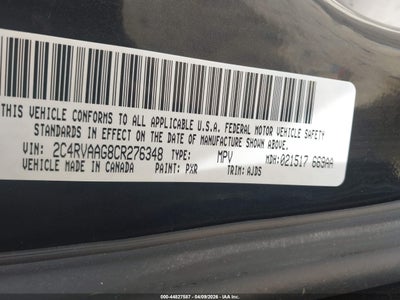 THIS VEHICLE CONFORMS TO ALL APPLICABLE U.S.A. FEDERAL MOTOR VEHICLE SAFETY
STANDARDS IN EFFECT ON THE DATE OF MANUFACTURE SHOWN ABOVE.
VIN: 2C4RVAAG8CR276348 TYPE: MPV MDH:021517 669AA
VEHICLE MADE IN CANADA PAINT: PXR TRIM: AJDS
000-44827587 - 04/09/2026 - IAA Inc.